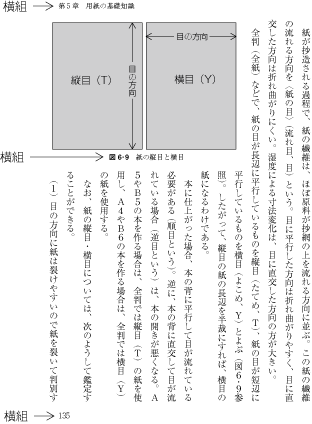 横組
第5章　用紙の基礎知識
縦目（T）
目の方向
目の方向
横目（Y）
横組
図6・9　紙の縦目と横目
紙が抄造される過程で、紙の繊維は、ほぼ原料が抄網の上を流れる方向に並ぶ。この紙の繊維
の流れる方向を〈紙の目〉〈流れ目、目〉という。目に平行した方向は折れ曲がりやすく、目に直
交した方向は折れ曲がりにくい。湿度による寸法変化は、目に直交した方向の方が大きい。
全判（全紙）などで、紙の目が長辺に平行しているものを縦目（たてめ、T）、紙の目が短辺に
平行しているものを横目（よこめ、Y）とよぶ（図6・9参
照）。したがって、縦目の紙の長辺を半裁にすれば、横目の
紙になるわけである。
本に仕上った場合、本の背に平行して目が流れている
必要がある（順目という）。逆に、本の背に直交して目が流
れている場合（逆目という）は、本の開きが悪くなる。A
5やB5の本を作る場合は、全判では縦目（T）の紙を使
用し、A4やB6の本を作る場合は、全判では横目（Y）
の紙を使用する。
なお、紙の縦目・横目については、次のようして鑑定す
ることができる。
（1）目の方向に紙は裂けやすいので紙を裂いて判別す
横組
135